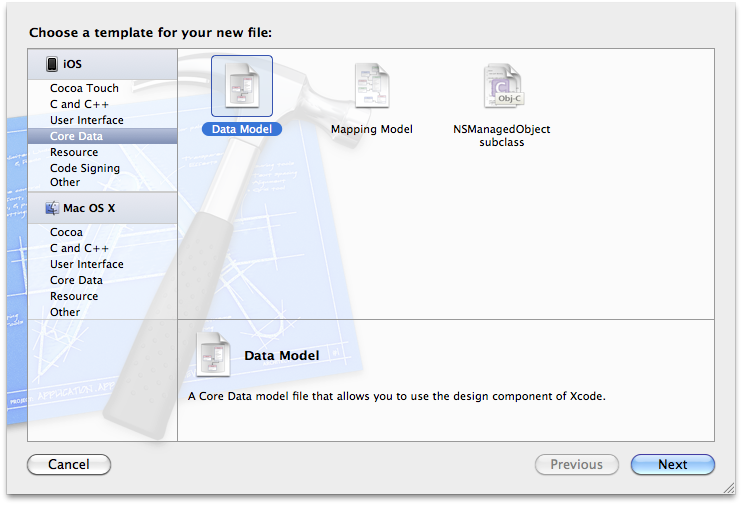 Choose a template for your new file:
iOS
Cocoa Touch
C and C++
User Interface
Core Data
Resource
Code Signing
Other
Mac OS X
Cocoa
C and C++
User Interface
Core Data
Resource
Other
Data Model
Mapping Model
Obj-C
NSManagedObject
subclass
Data Model
A Core Data model file that allows you to use the design component of Xcode.
Cancel
Previous
Next